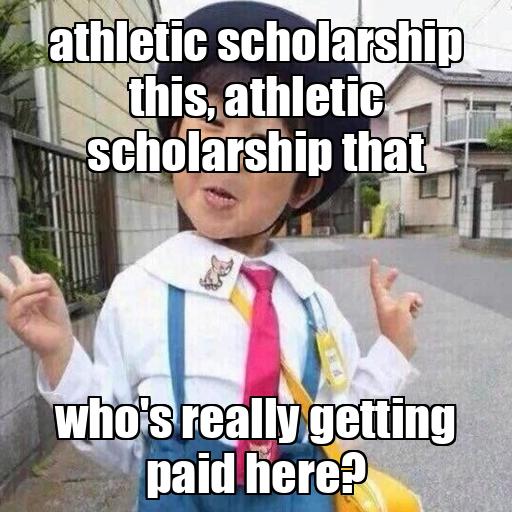 athletic scholarship
this, athletic
scholarship that
who's really getting
paid here?